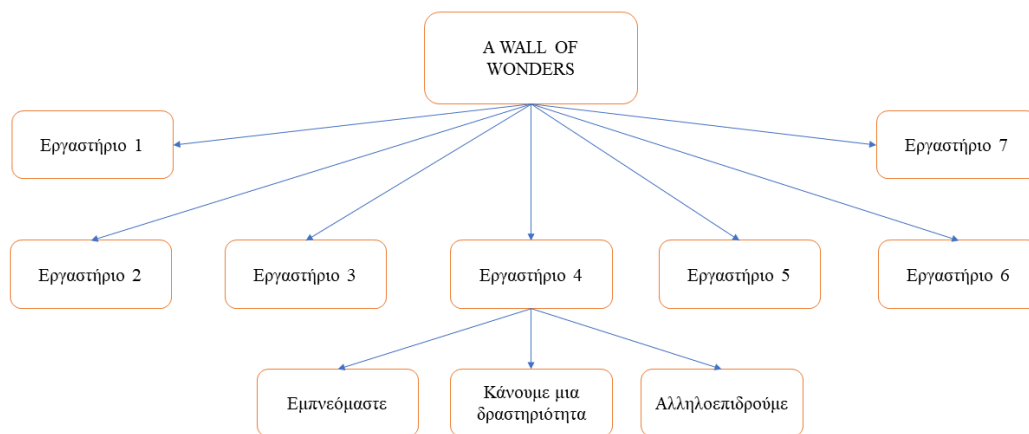 A WALL OF
WONDERS
Εργαστήριο 1
Εργαστήριο 7
Εργαστήριο 2
Εργαστήριο 3
Εργαστήριο 4
Εργαστήριο 5
Εργαστήριο 6
Εμπνεόμαστε
Κάνουμε μια
δραστηριότητα
Αλληλοεπιδρούμε